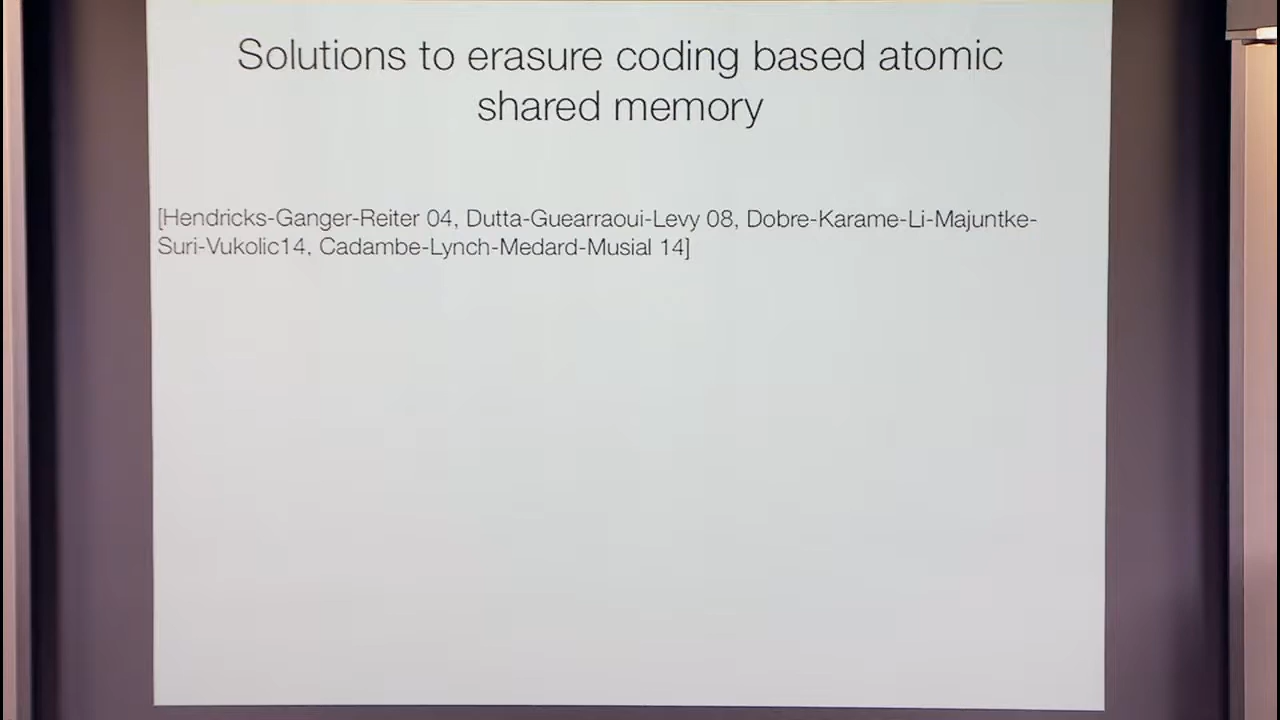 Solutions to erasure coding based atomic
shared memory
[Hendricks-Ganger-Reiter 04, Dutta-Guearraoui-Levy 08, Dobre-Karame-Li-Majuntke-
Suri-Vukolic14, Cadambe-Lynch-Medard-Musial 14]